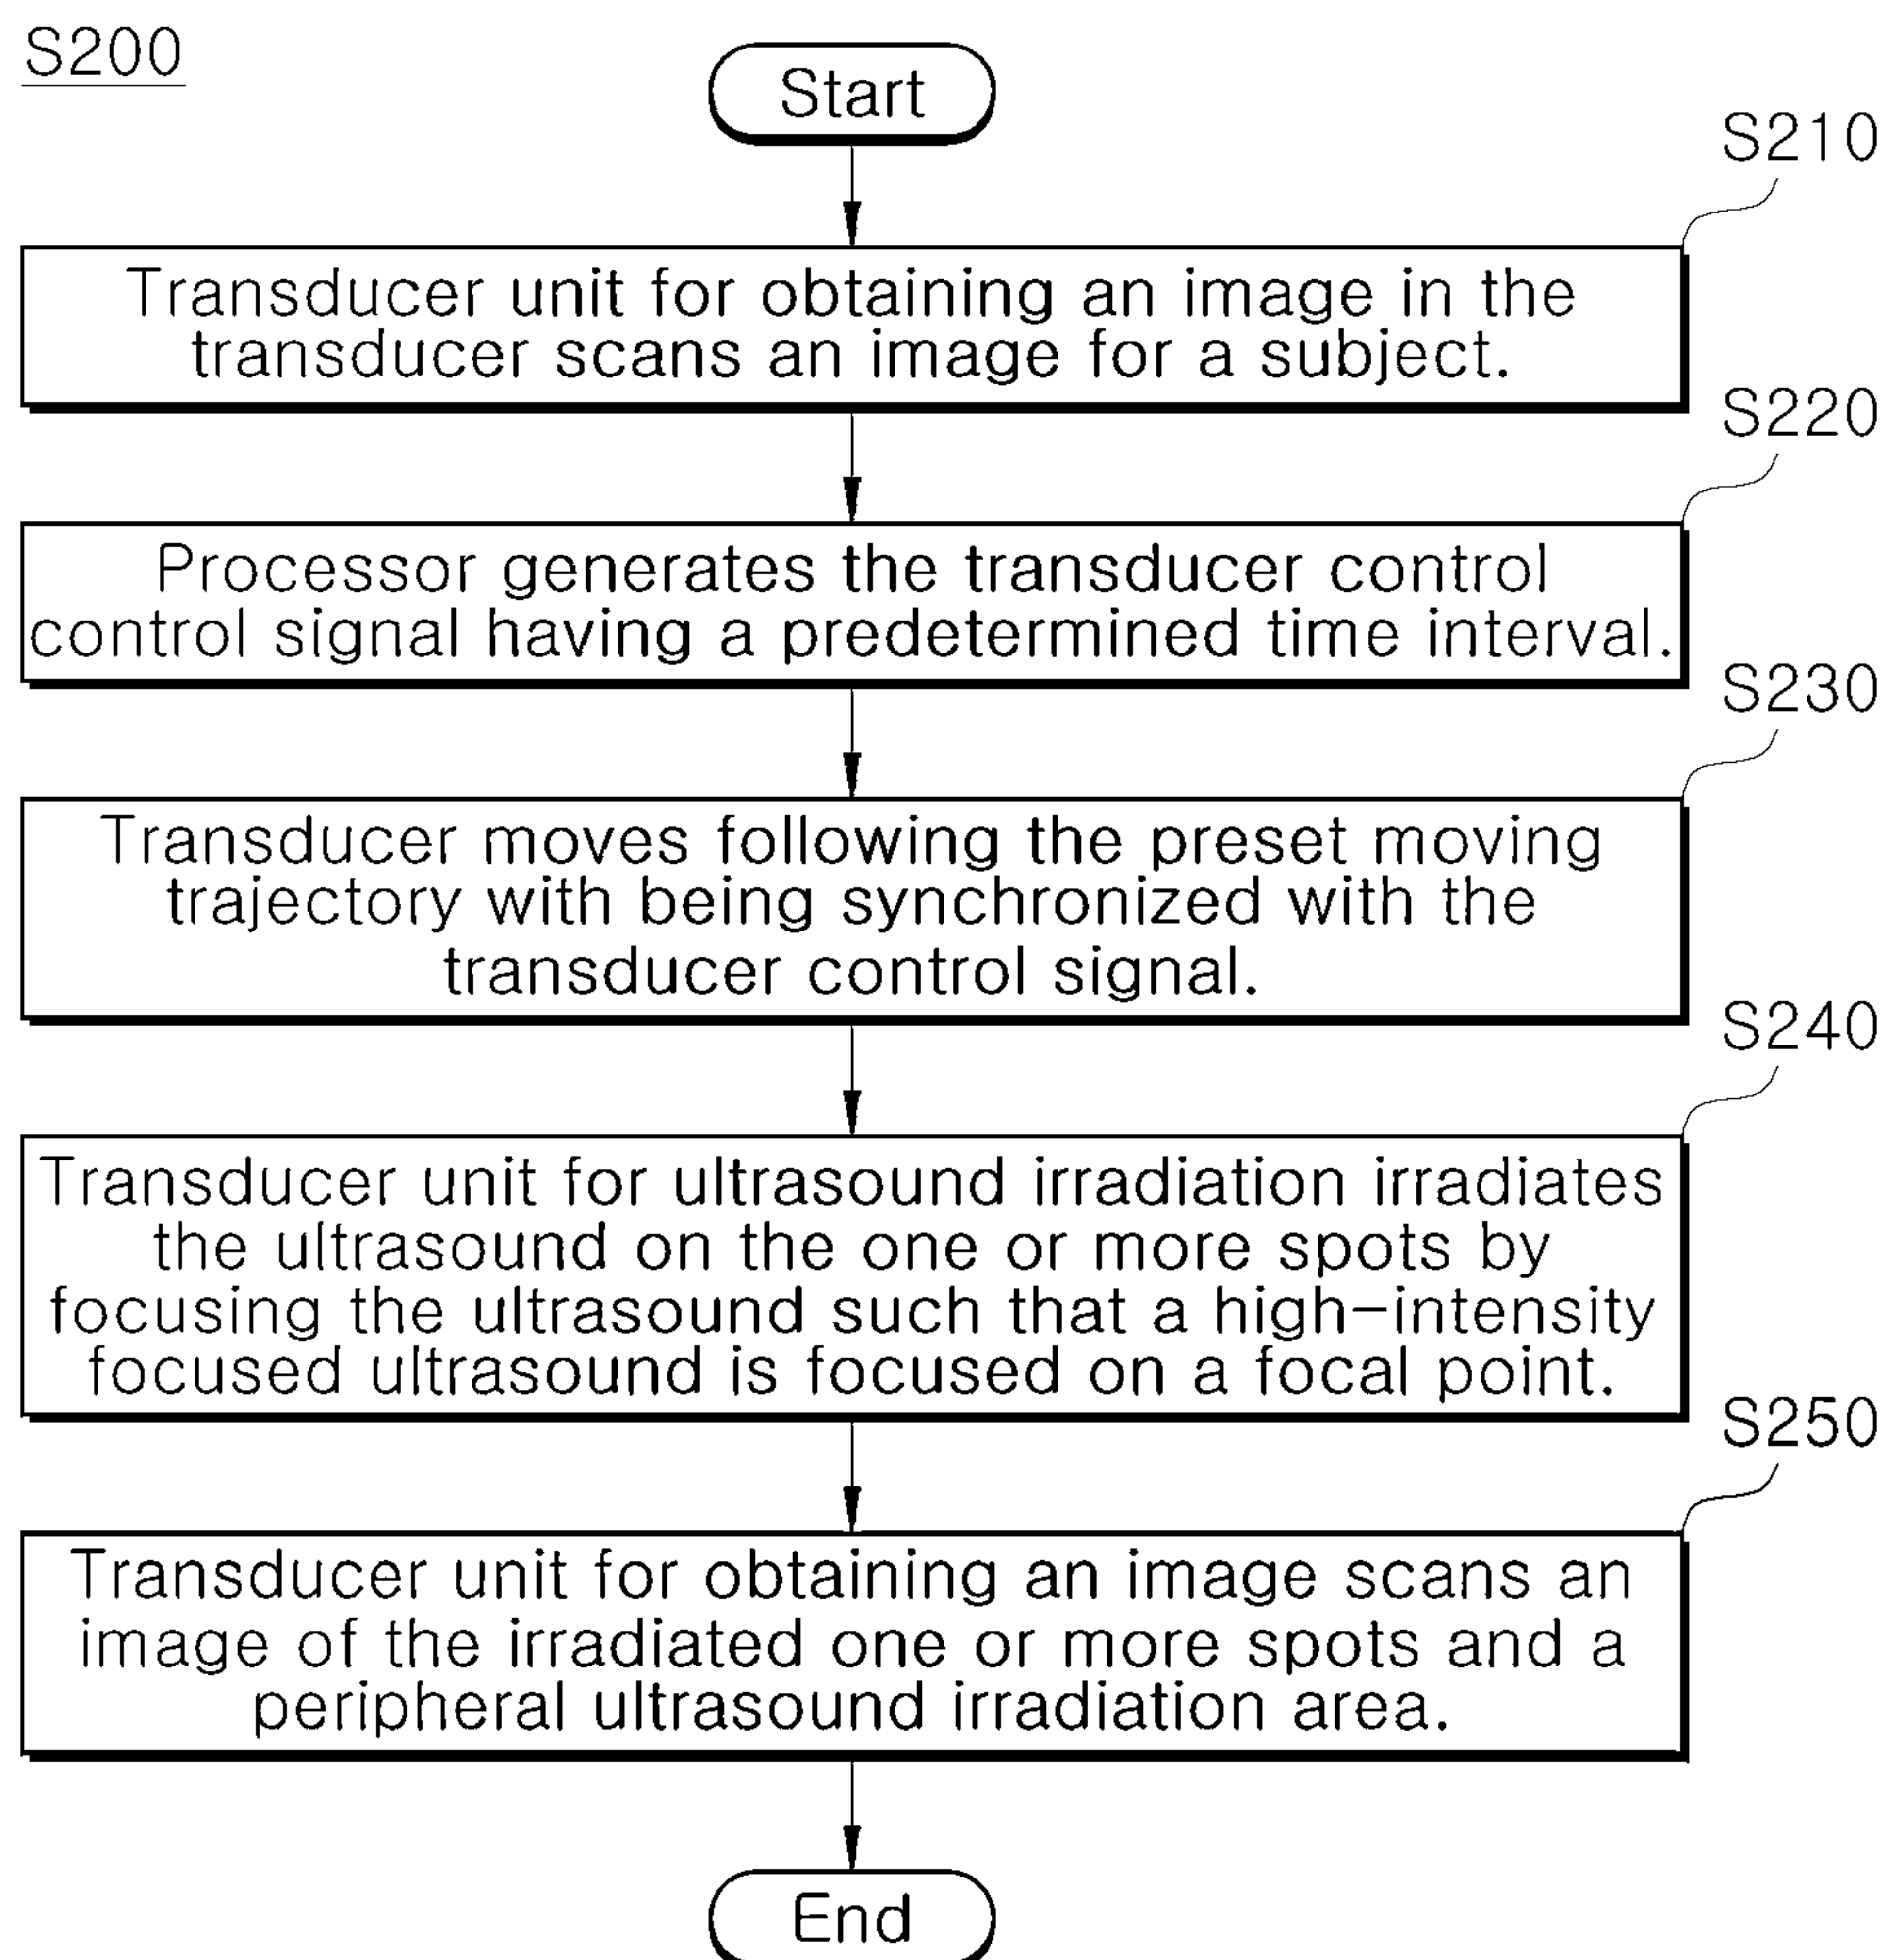 S200
Start
S210
Transducer unit for obtaining an image in the
transducer scans an image for a subject.
S220
Processor generates the transducer control
control signal having a predetermined time interval.
S230
Transducer moves following the preset moving
trajectory with being synchronized with the
transducer control signal.
S240
Transducer unit for ultrasound irradiation irradiates
the ultrasound on the one or more spots by
focusing the ultrasound such that a high-intensity
focused ultrasound is focused on a focal point.
S250
Transducer unit for obtaining an image scans an
image of the irradiated one or more spots and a
peripheral ultrasound irradiation area.
End